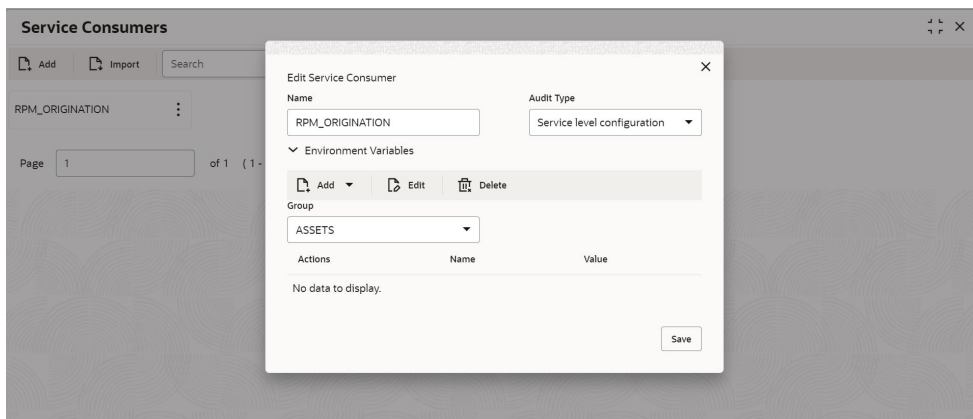 Service Consumers
Add Import Search
RPM_ORIGINATION
Page 1 of 1 (1 -
Edit Service Consumer
Name Audit Type
RPM_ORIGINATION Service level configuration
Environment Variables
Add Edit Delete
Group
ASSETS
Actions Name Value
No data to display.
Save